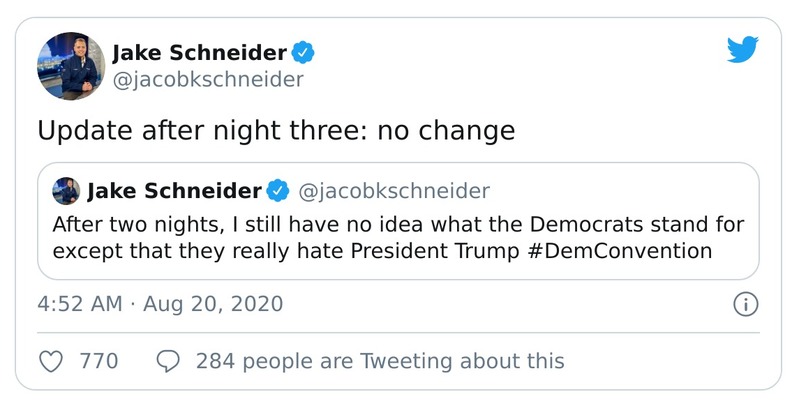 Jake Schneider
@jacobkschneider
Update after night three: no change
Jake Schneider @jacobkschneider
After two nights, I still have no idea what the Democrats stand for
except that they really hate President Trump #DemConvention
4:52 AM · Aug 20, 2020
770 284 people are Tweeting about this